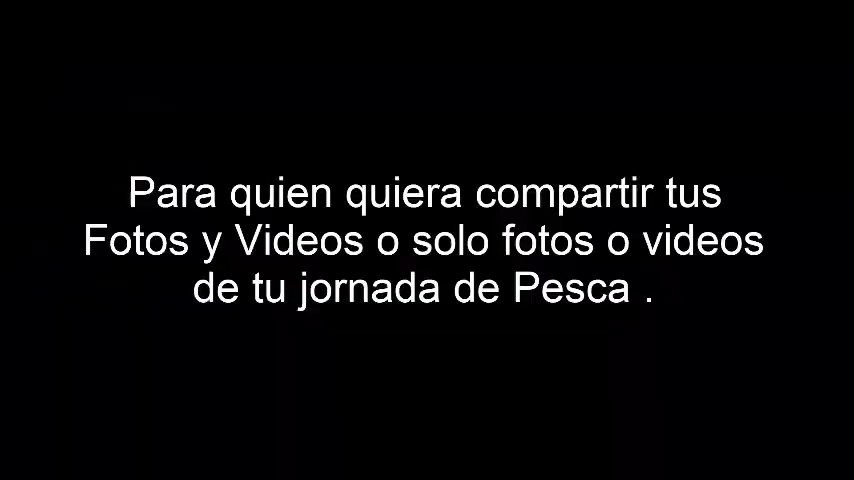 Para quien quiera compartir tus
Fotos y Videos o solo fotos o videos
de tu jornada de Pesca .